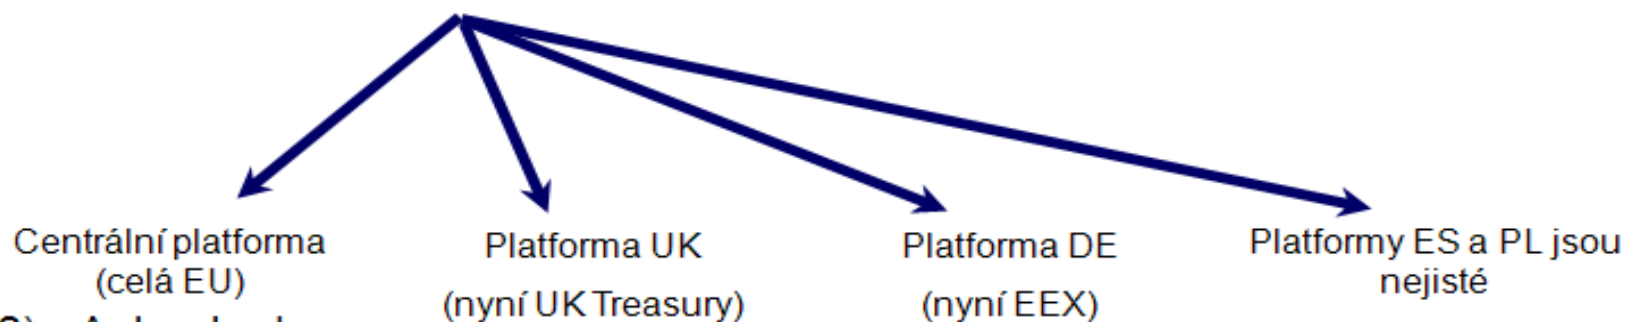 Centrální platforma
(celá EU)
Platforma UK
(nyní UK Treasury)
Platforma DE
(nyní EEX)
Platformy ES a PL jsou
nejisté